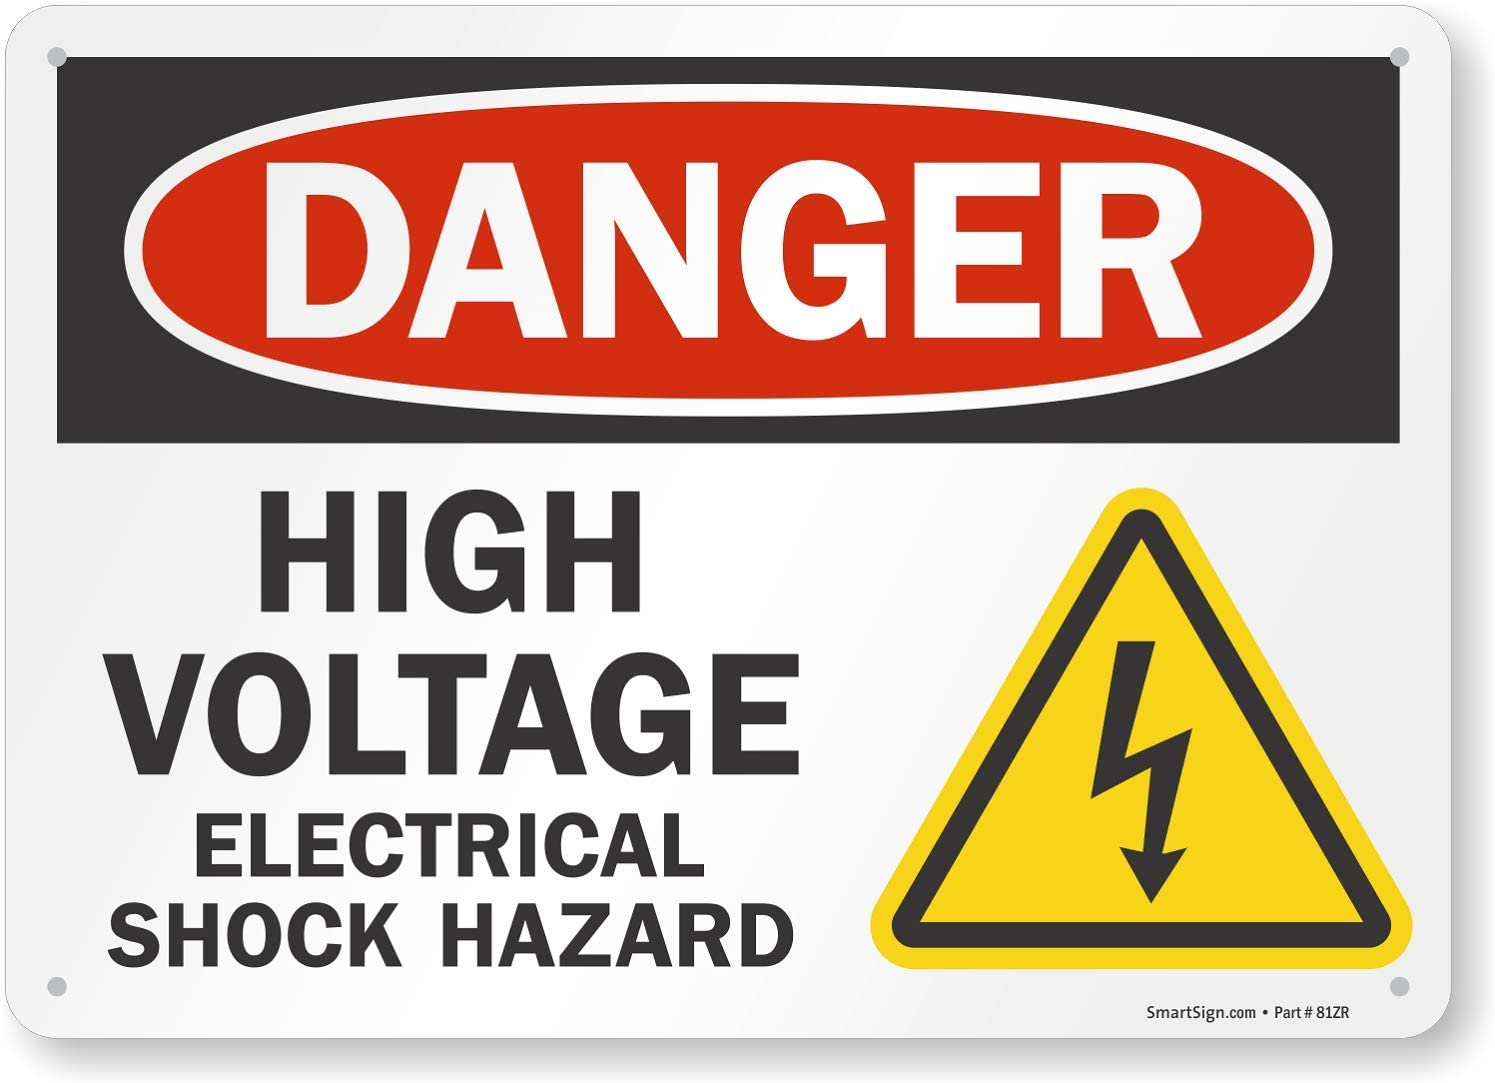 DANGER
HIGH
VOLTAGE
ELECTRICAL
SHOCK HAZARD
SmartSign.com • Part # 81ZR